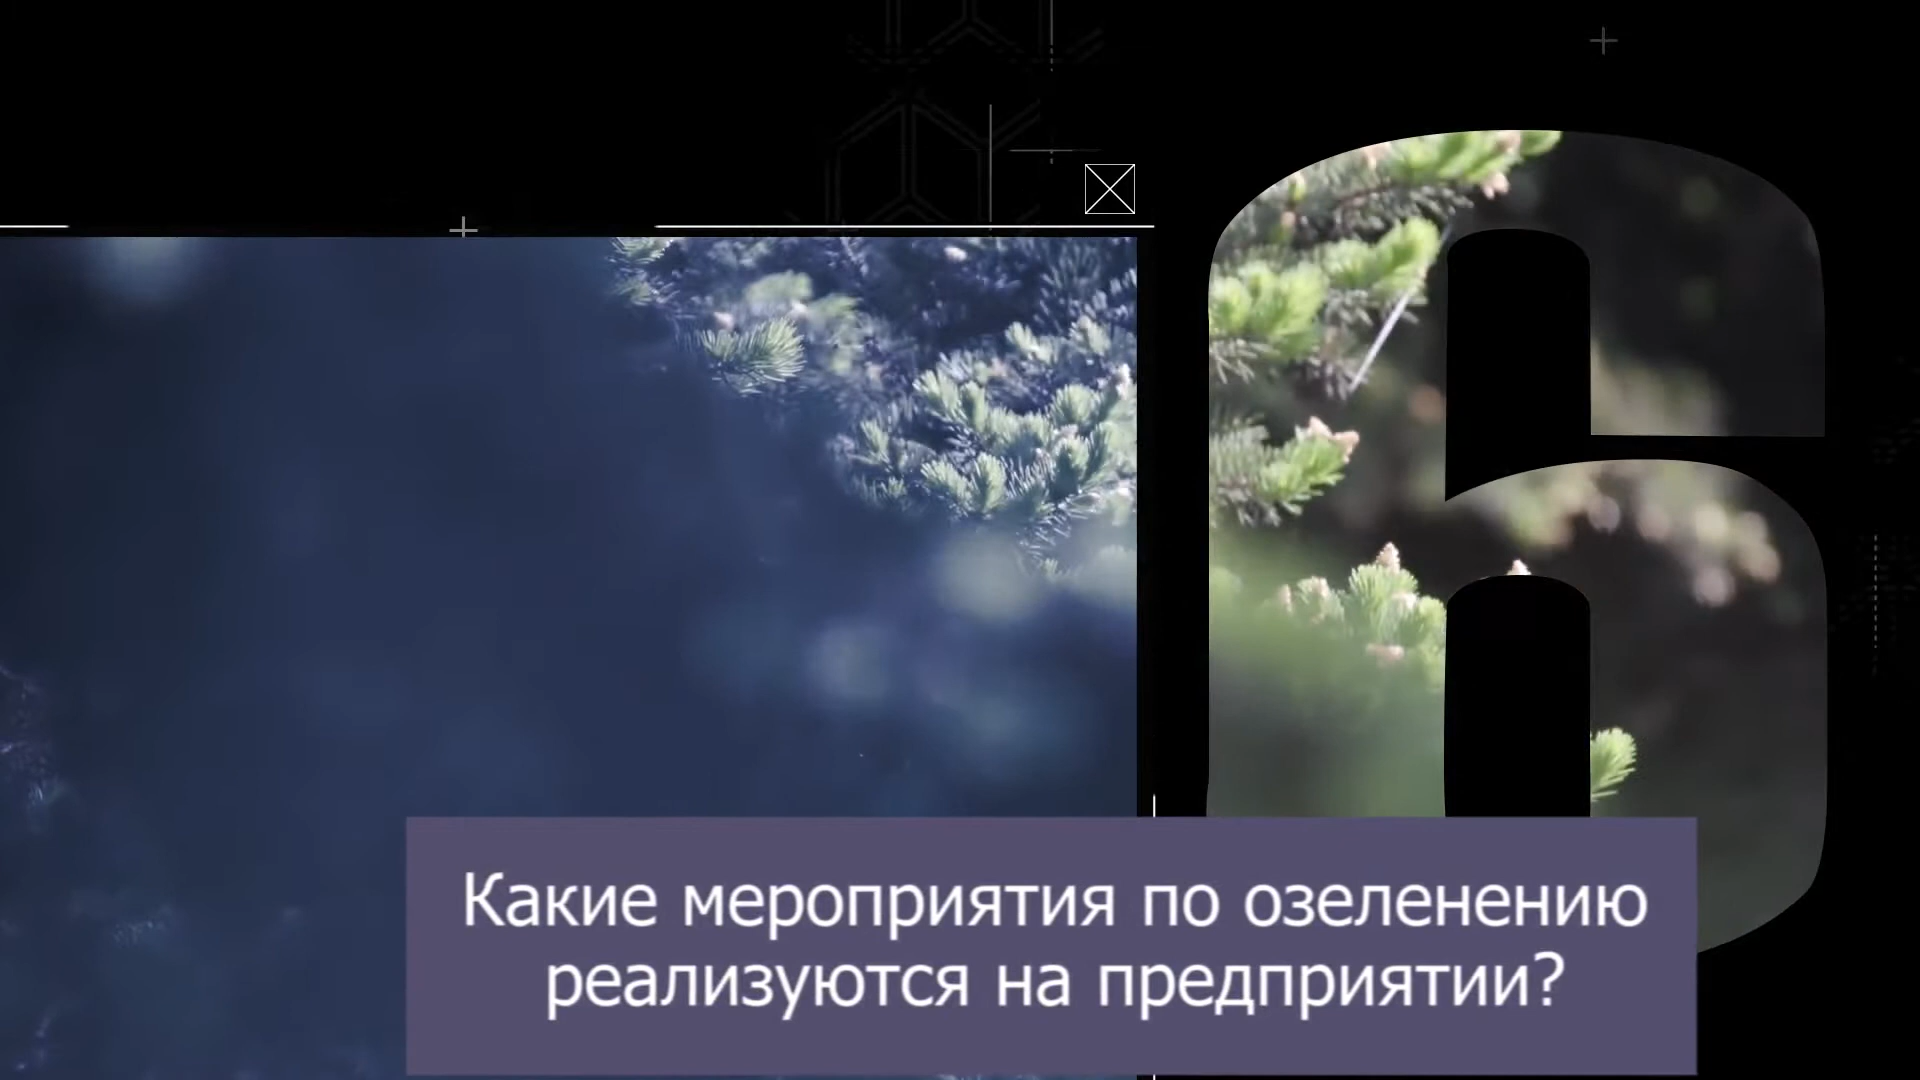 6
Какие мероприятия по озеленению
реализуются на предприятии?